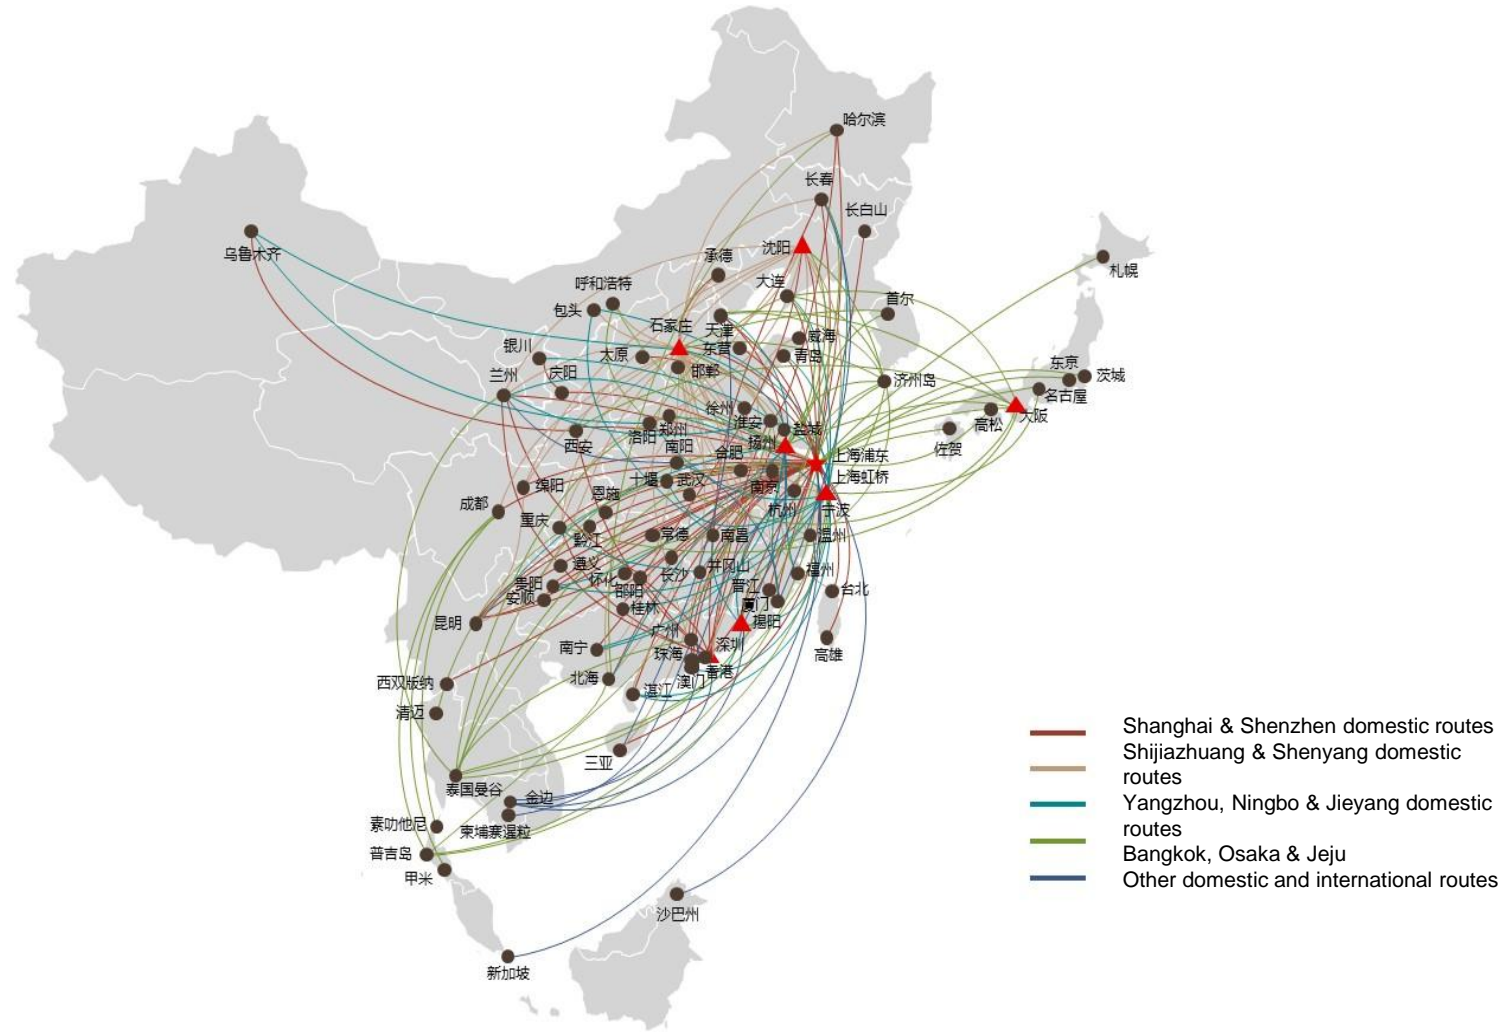 哈尔滨
长春
长白山
乌鲁木齐
沈阳
承德
札幌
呼和浩特
大连
包头
首尔
石家庄
天津
威海
银川
太原
东营
青岛
东京
茨城
兰州
庆阳
邯郸
济州岛
名古屋
徐州
淮安
盐城
高松
大阪
洛阳
郑州
扬州
佐贺
西安
南阳
合肥
上海浦东
十堰
武汉
南京
上海虹桥
绵阳
恩施
杭州
宁波
成都
重庆
黔江
常德
南昌
温州
遵义
怀化
邵阳
长沙
井冈山
福州
贵阳
晋江
台北
安顺
桂林
厦门
昆明
广州
揭阳
南宁
珠海
深圳
高雄
西双版纳
北海
澳门
香港
清迈
湛江
三亚
泰国曼谷
金边
素叻他尼
柬埔寨暹粒
普吉岛
甲米
沙巴州
新加坡
Shanghai & Shenzhen domestic routes
Shijiazhuang & Shenyang domestic
routes
Yangzhou, Ningbo & Jieyang domestic
routes
Bangkok, Osaka & Jeju
Other domestic and international routes